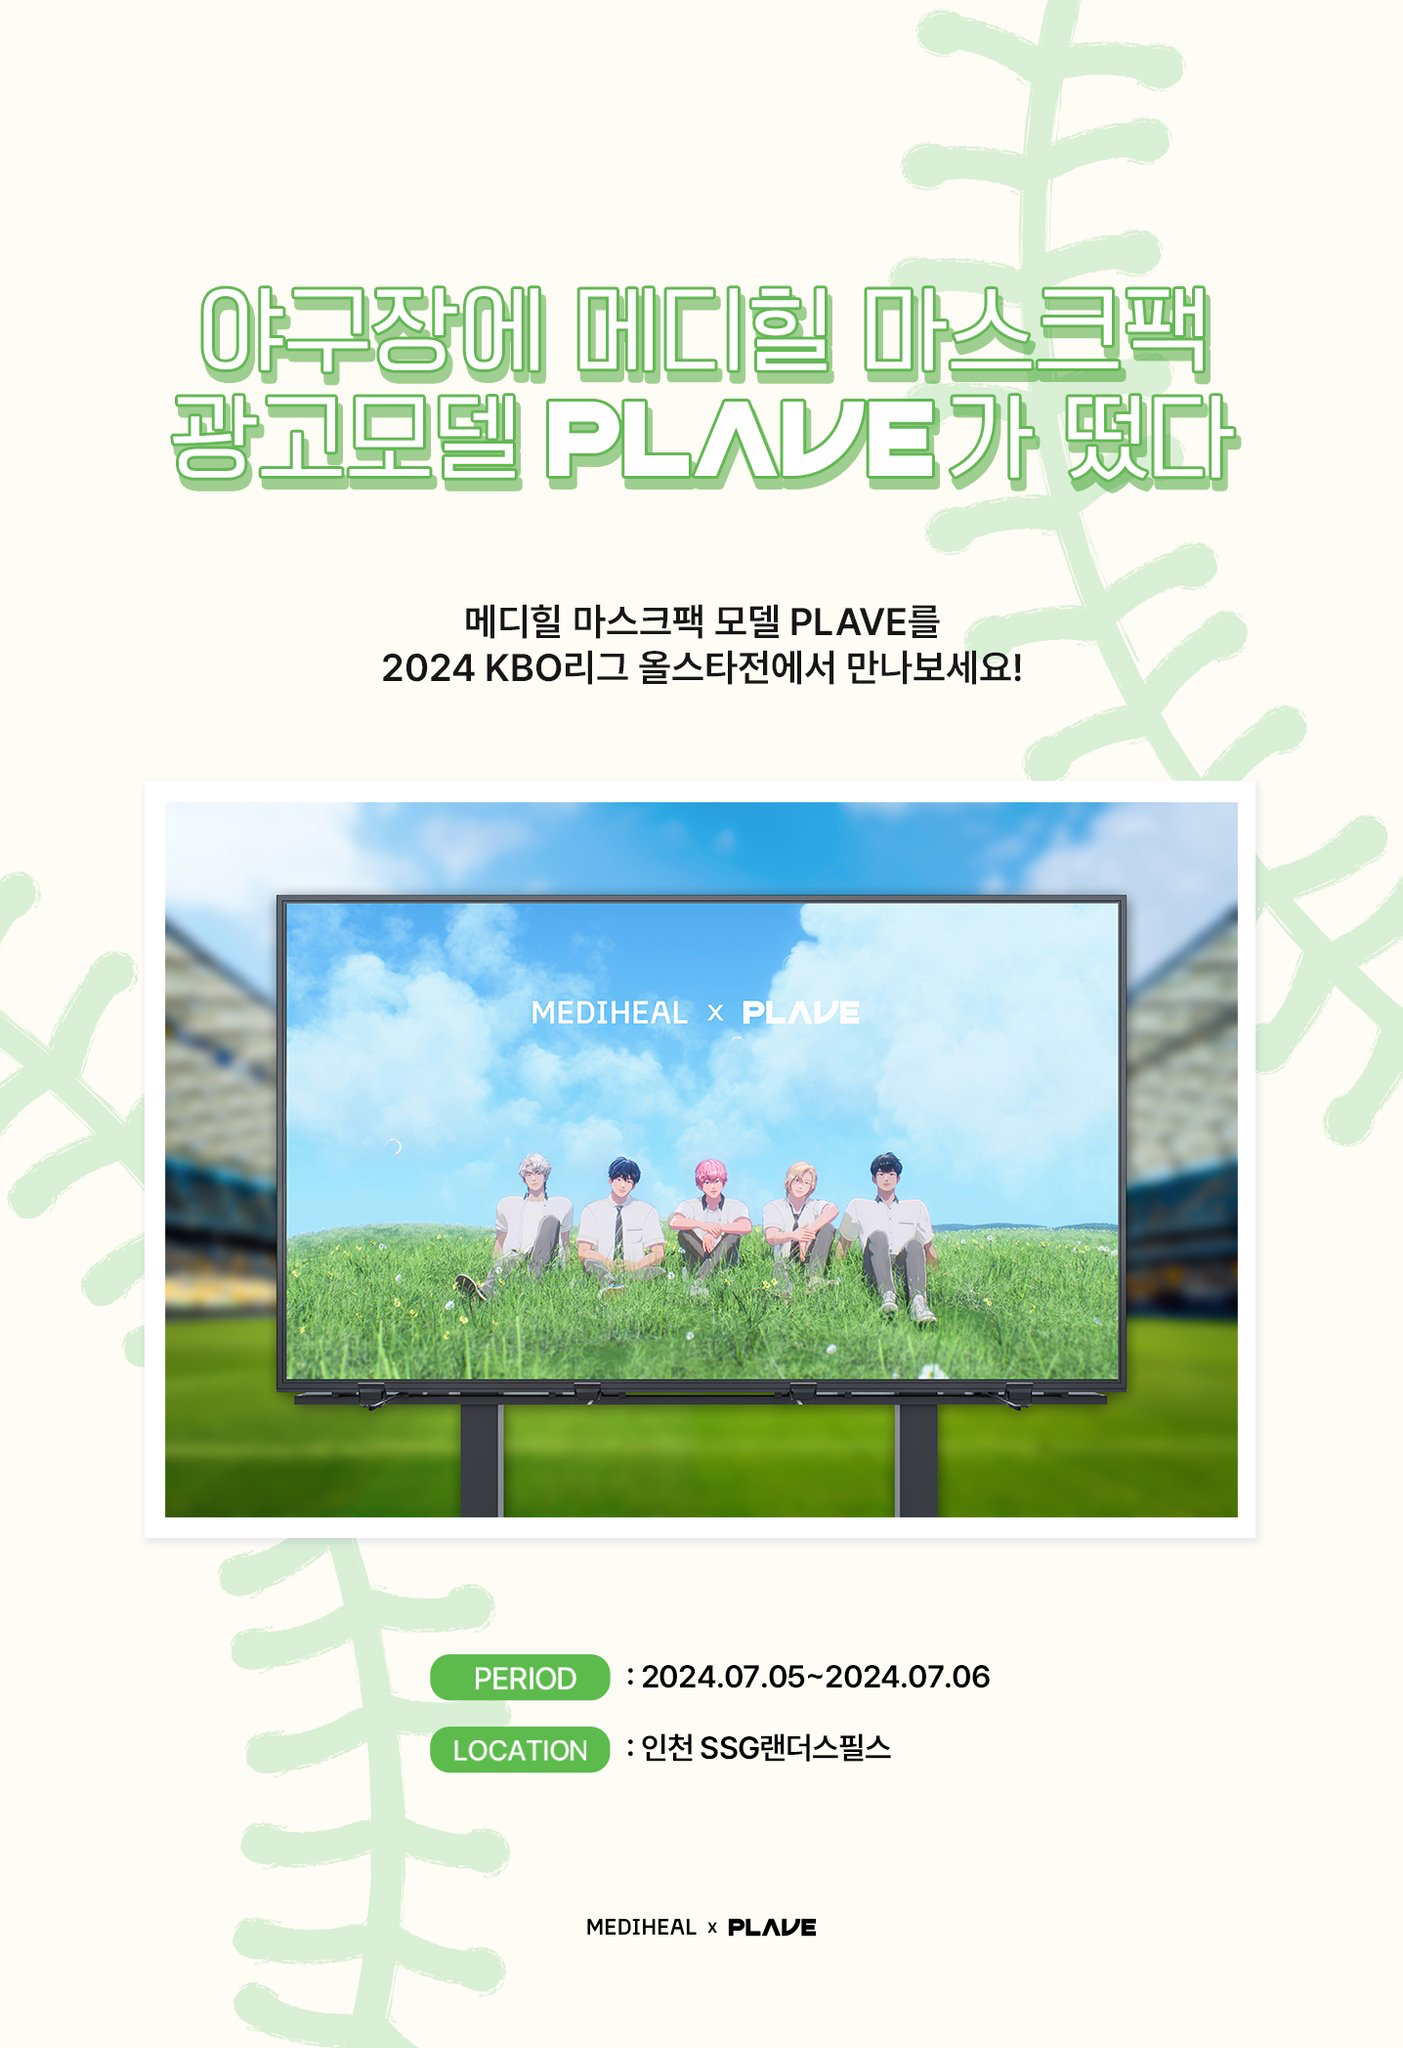 야구장에 메디힐 마스크팩
광고모델 PLAVE가 떴다
메디힐 마스크팩 모델 PLAVE를
2024 KBO리그 올스타전에서 만나보세요!
MEDIHEAL x PLAVE
PERIOD : 2024.07.05~2024.07.06
LOCATION : 인천 SSG랜더스필스
MEDIHEAL x PLAVE